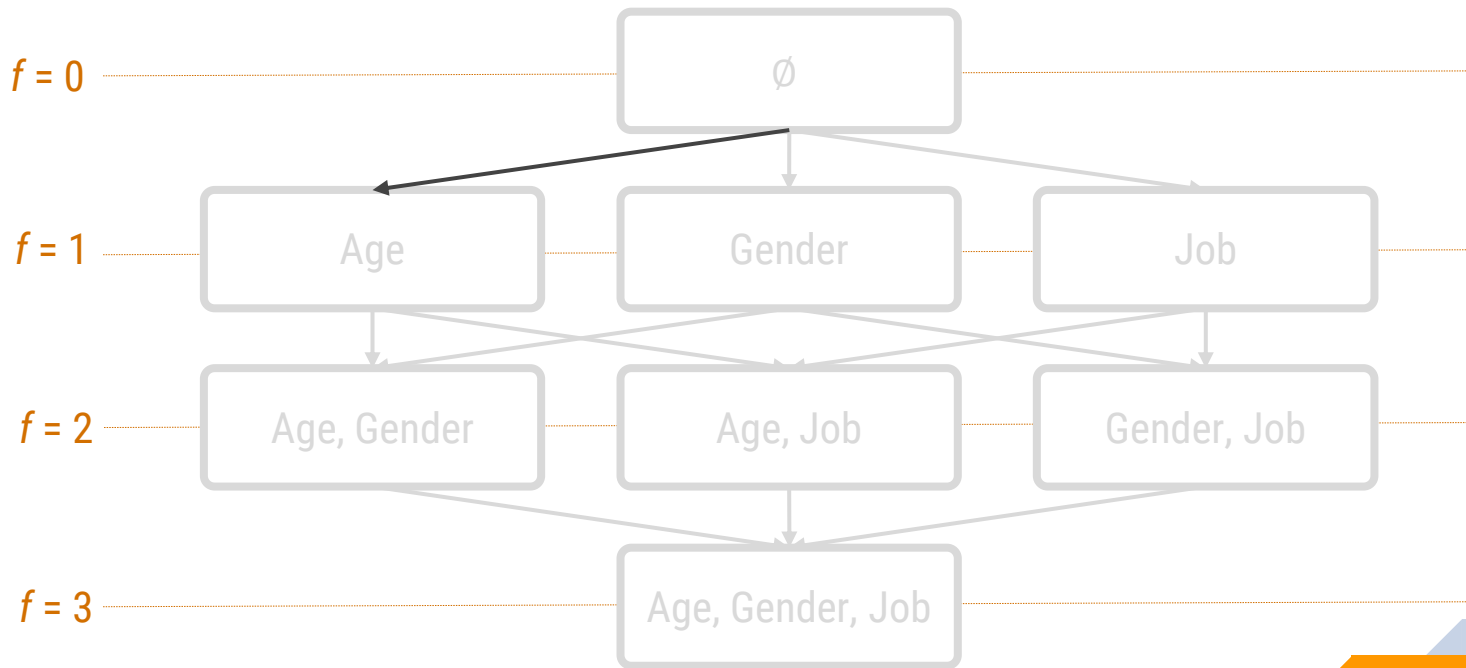 f = 0
∅
f = 1
Age
Gender
Job
f = 2
Age, Gender
Age, Job
Gender, Job
f = 3
Age, Gender, Job